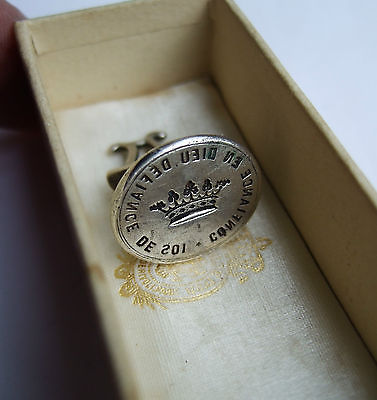 CONFIANCE EN DIEU, DEFIANCE DE SOI •